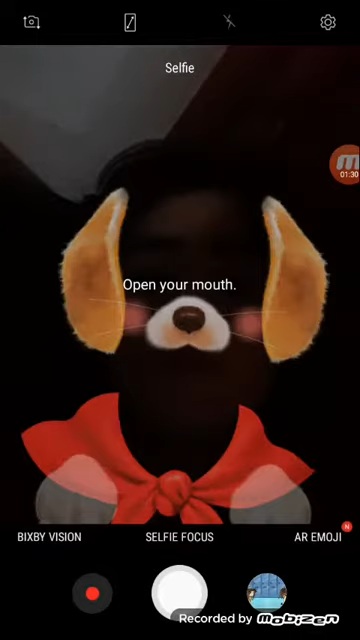 Selfie
01:30
Open your mouth.
BIXBY VISION
SELFIE FOCUS
AR EMOJI
N
Recorded by mobizen